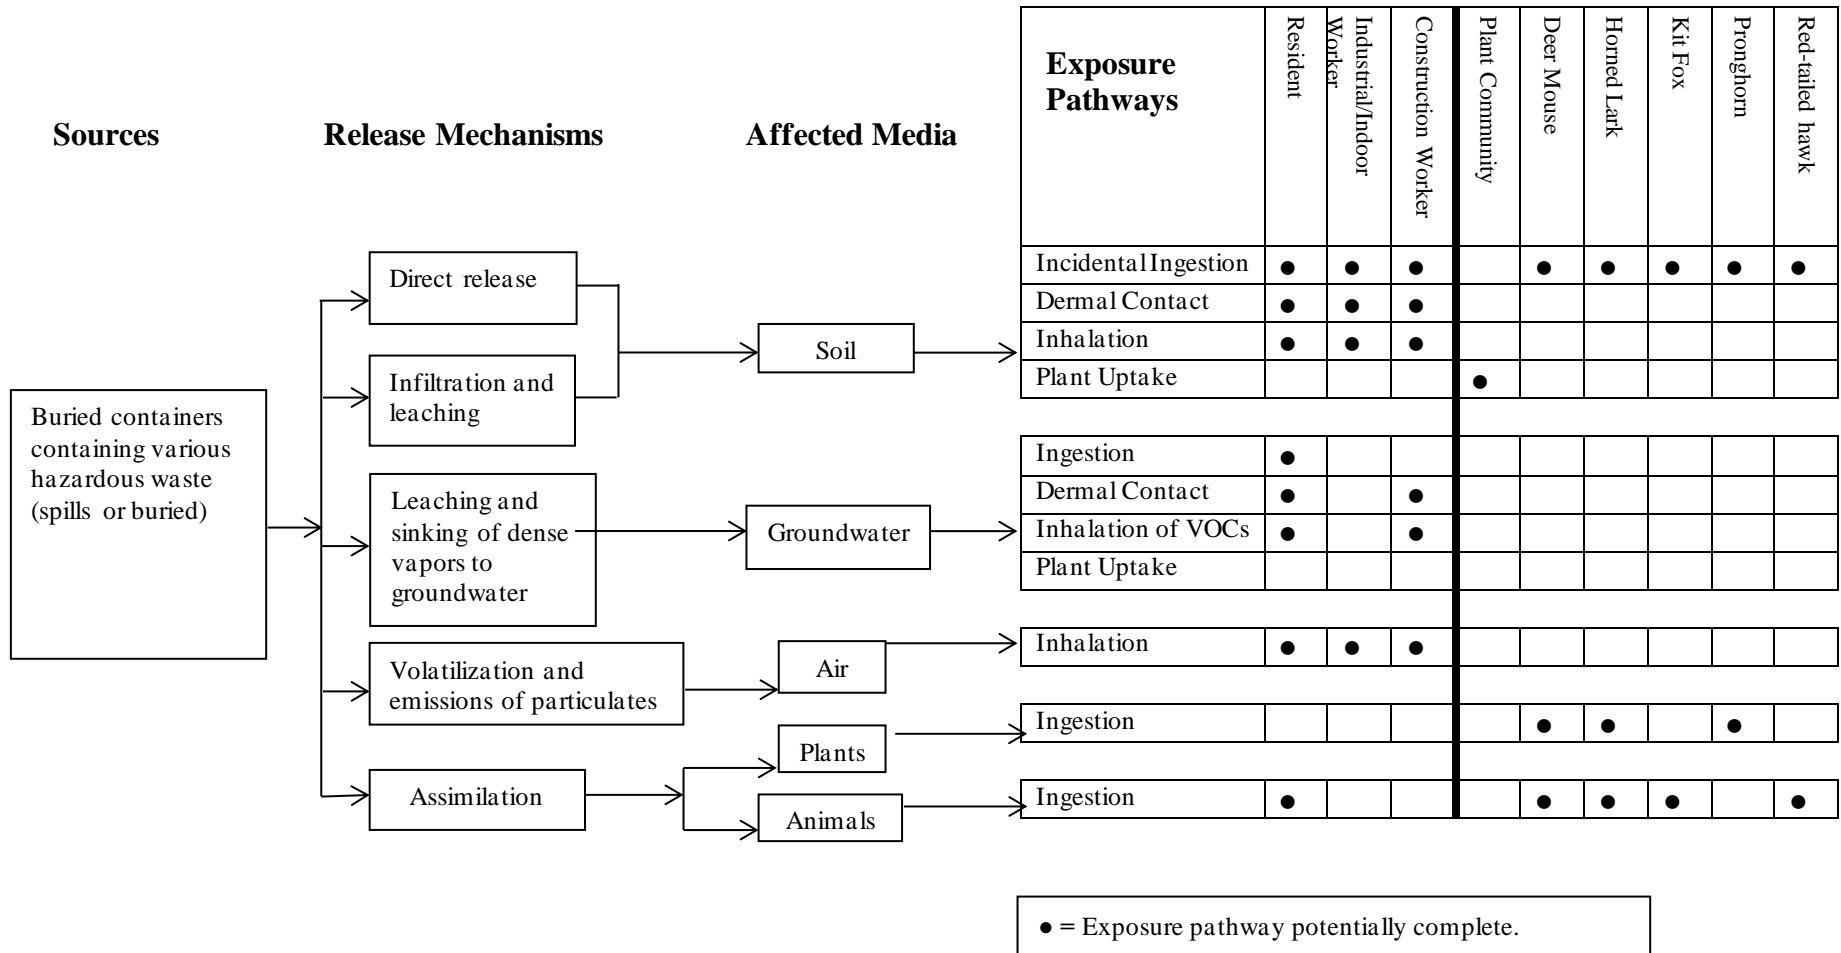 Sources
Release Mechanisms
Affected Media
Exposure
Pathways
Resident
Industrial/Indoor
Worker
Construction Worker
Plant Community
Deer Mouse
Horned Lark
Kit Fox
Pronghorn
Red-tailed hawk
Buried containers
containing various
hazardous waste
(spills or buried)
Direct release
Infiltration and
leaching
Leaching and
sinking of dense
vapors to
groundwater
Volatilization and
emissions of particulates
Assimilation
Soil
Groundwater
Air
Plants
Animals
Incidental Ingestion ● ● ● ● ● ● ● ●
Dermal Contact ● ● ●
Inhalation ● ● ●
Plant Uptake ●
Ingestion ●
Dermal Contact ● ●
Inhalation of VOCs ● ●
Plant Uptake
Inhalation ● ● ●
Ingestion ● ● ●
Ingestion ● ● ● ● ●
● = Exposure pathway potentially complete.